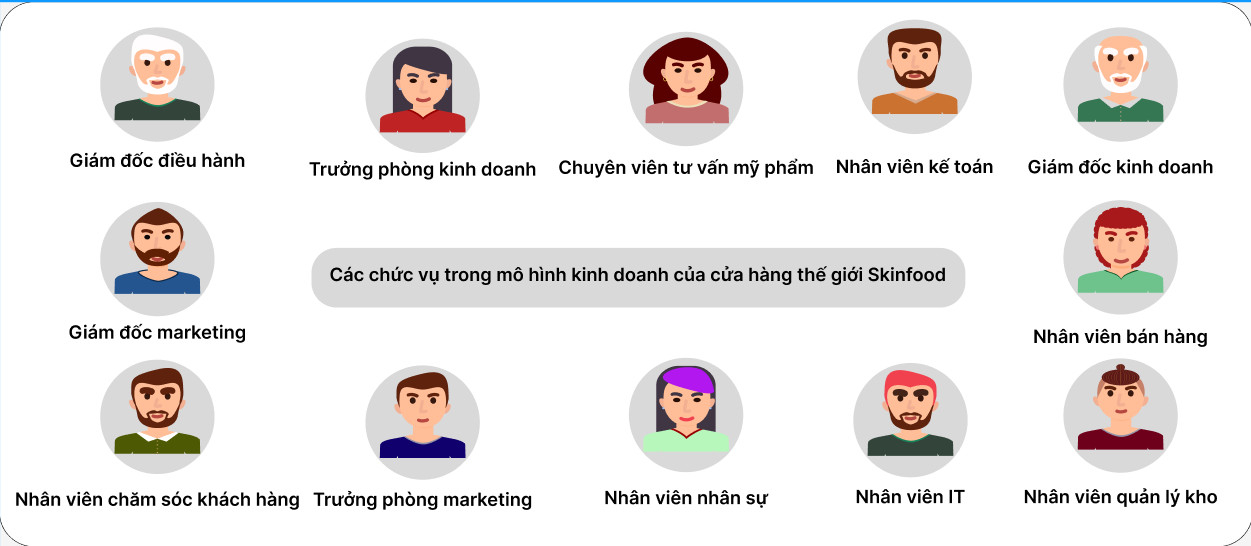 Giám đốc điều hành
Trưởng phòng kinh doanh
Chuyên viên tư vấn mỹ phẩm
Nhân viên kế toán
Giám đốc kinh doanh
Giám đốc marketing
Các chức vụ trong mô hình kinh doanh của cửa hàng thế giới Skinfood
Nhân viên bán hàng
Nhân viên chăm sóc khách hàng
Trưởng phòng marketing
Nhân viên nhân sự
Nhân viên IT
Nhân viên quản lý kho